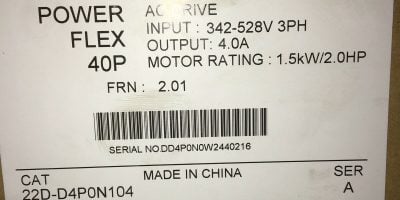 POWER
FLEX
40P
AC DRIVE
INPUT : 342-528V 3PH
OUTPUT: 4.0A
MOTOR RATING : 1.5kW/2.0HP
FRN : 2.01
SERIAL NO.DD4P0N0W2440216
CAT
22D-D4P0N104
MADE IN CHINA
SER
A